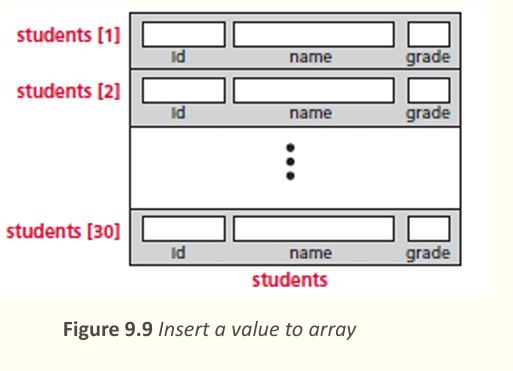 students [1]
id name grade
students [2]
id name grade
students [30]
id name grade
students
Figure 9.9 Insert a value to array